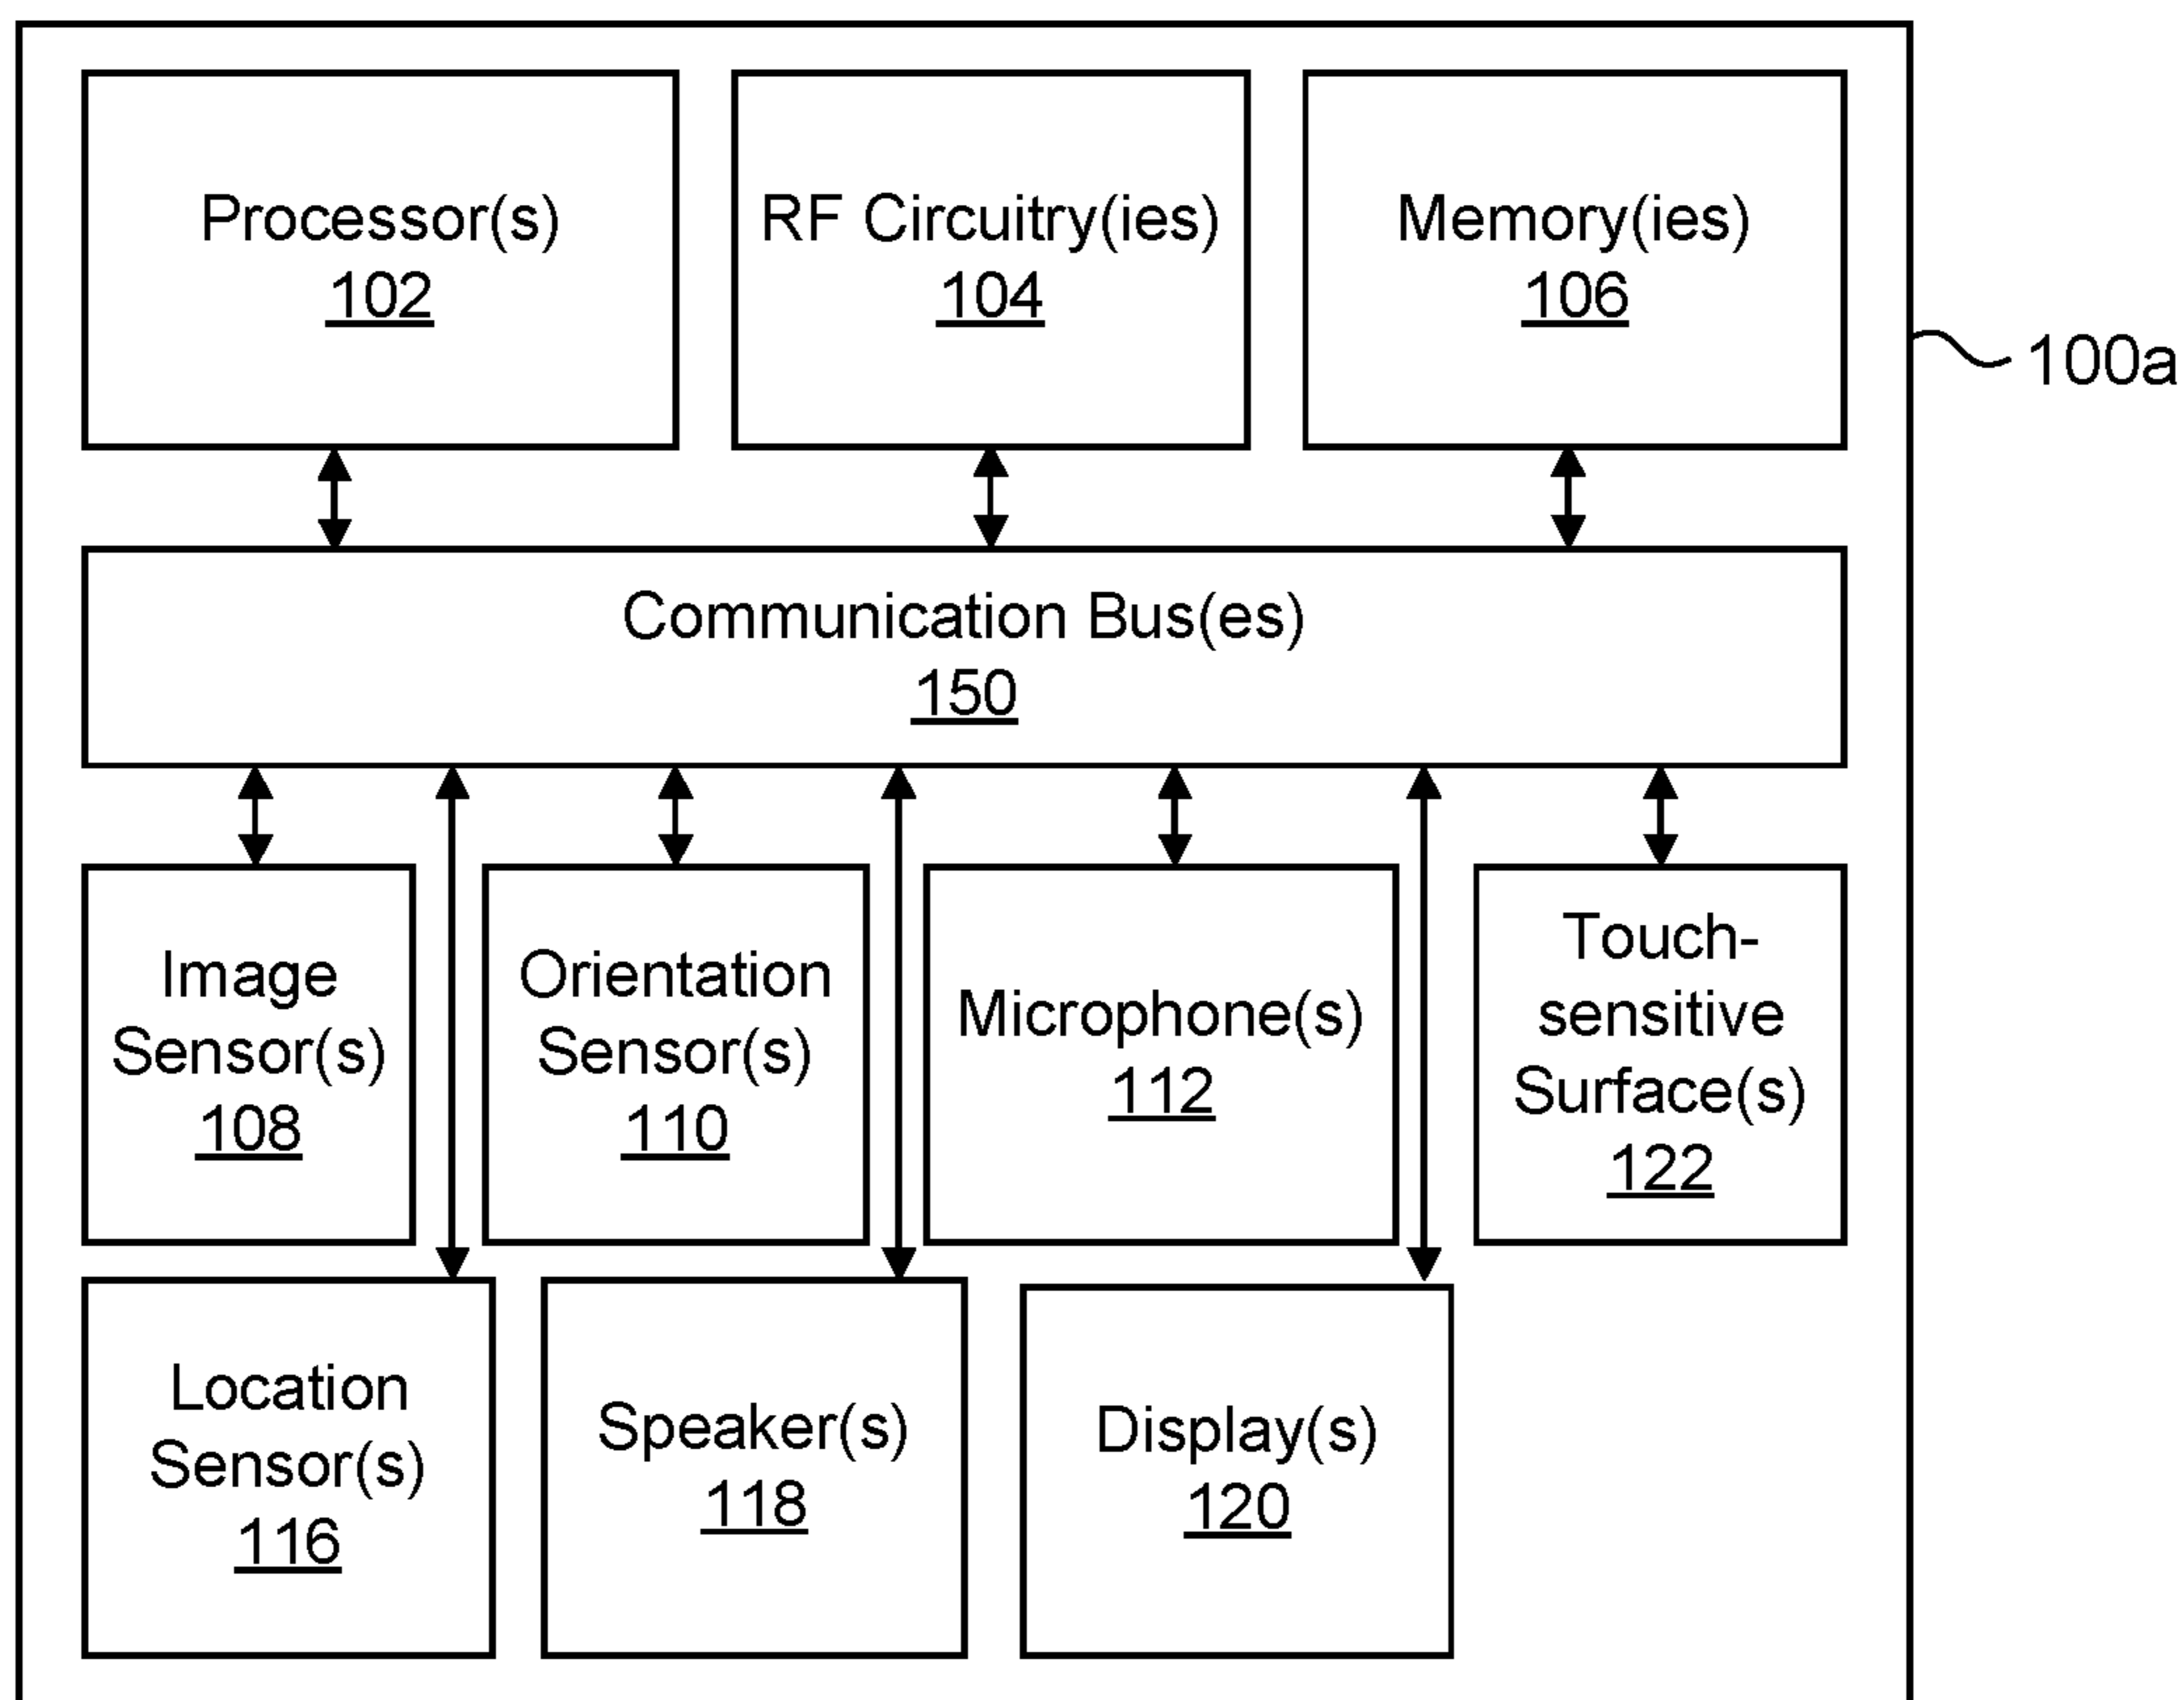 Processor(s)
102
RF Circuitry(ies)
104
Memory(ies)
106
100a
Communication Bus(es)
150
Image
Sensor(s)
108
Orientation
Sensor(s)
110
Microphone(s)
112
Touch-
sensitive
Surface(s)
122
Location
Sensor(s)
116
Speaker(s)
118
Display(s)
120